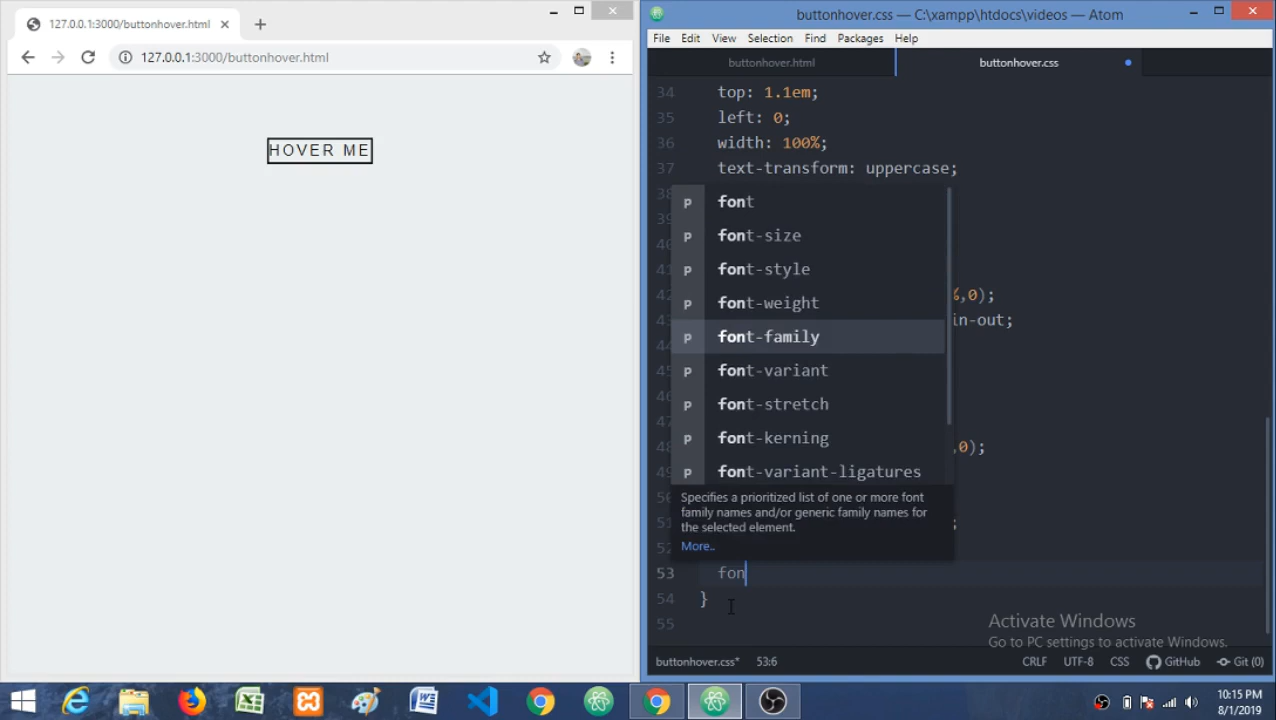 127.0.0.1:3000/buttonhover.html
127.0.0.1:3000/buttonhover.html
HOVER ME
buttonhover.css — C:\xampp\htdocs\videos — Atom
File Edit View Selection Find Packages Help
buttonhover.html buttonhover.css
34 top: 1.1em;
35 left: 0;
36 width: 100%;
37 text-transform: uppercase;
font
font-size
font-style
font-weight
%,0);
in-out;
font-family
font-variant
font-stretch
font-kerning
,0);
font-variant-ligatures
Specifies a prioritized list of one or more font
family names and/or generic family names for
the selected element.
;
More..
53 fon
54 }
55
Activate Windows
Go to PC settings to activate Windows.
buttonhover.css* 53:6 CRLF UTF-8 CSS GitHub Git (0)
10:15 PM
8/1/2019